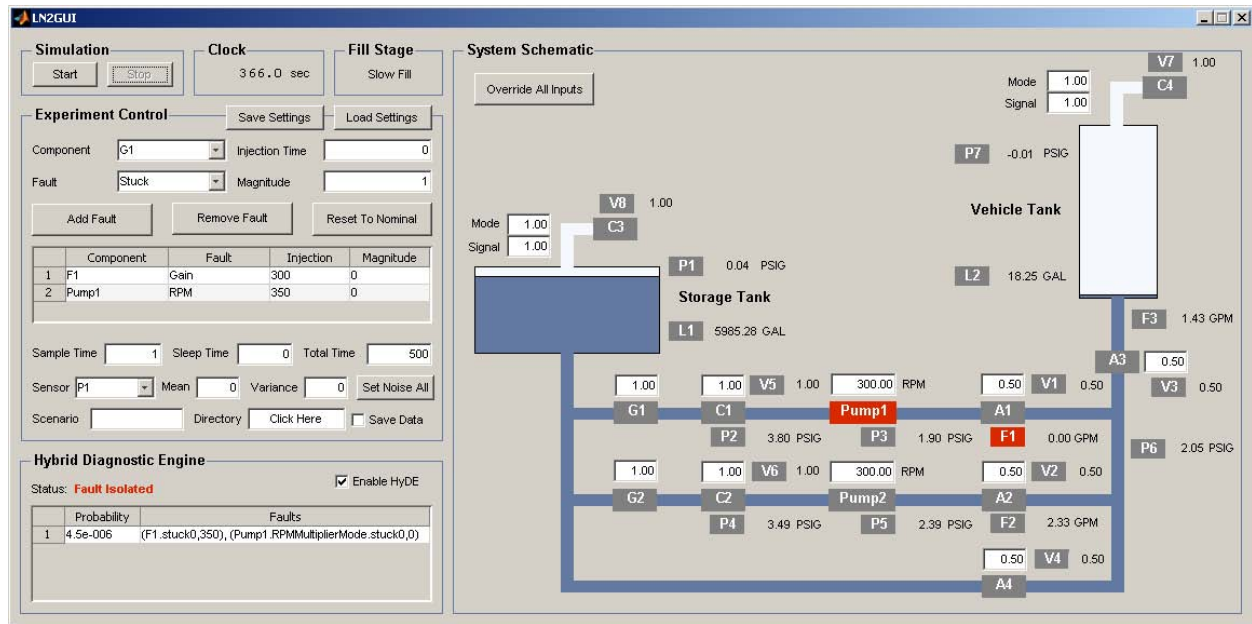 LN2GUI
Simulation
Start Stop
Clock
366.0 sec
Fill Stage
Slow Fill
Experiment Control
Save Settings Load Settings
Component G1 Injection Time 0
Fault Stuck Magnitude 1
Add Fault Remove Fault Reset To Nominal
Component Fault Injection Magnitude
1 F1 Gain 300 0
2 Pump1 RPM 350 0
Sample Time 1 Sleep Time 0 Total Time 500
Sensor P1 Mean 0 Variance 0 Set Noise All
Scenario Directory Click Here Save Data
Hybrid Diagnostic Engine
Status: Fault Isolated Enable HyDE
Probability Faults
1 4.5e-006 (F1.stuck0,350), (Pump1.RPMMultiplierMode.stuck0,0)
System Schematic
Override All Inputs
V7 1.00
Mode 1.00 C4
Signal 1.00
P7 -0.01 PSIG
Vehicle Tank
V8 1.00
Mode 1.00 C3
Signal 1.00
P1 0.04 PSIG
L2 18.25 GAL
Storage Tank
L1 5985.28 GAL
F3 1.43 GPM
A3 0.50
V3 0.50
1.00 1.00 V5 1.00 300.00 RPM 0.50 V1 0.50
G1 C1 Pump1 A1
P2 3.80 PSIG P3 1.90 PSIG F1 0.00 GPM
P6 2.05 PSIG
1.00 1.00 V6 1.00 300.00 RPM 0.50 V2 0.50
G2 C2 Pump2 A2
P4 3.49 PSIG P5 2.39 PSIG F2 2.33 GPM
0.50 V4 0.50
A4